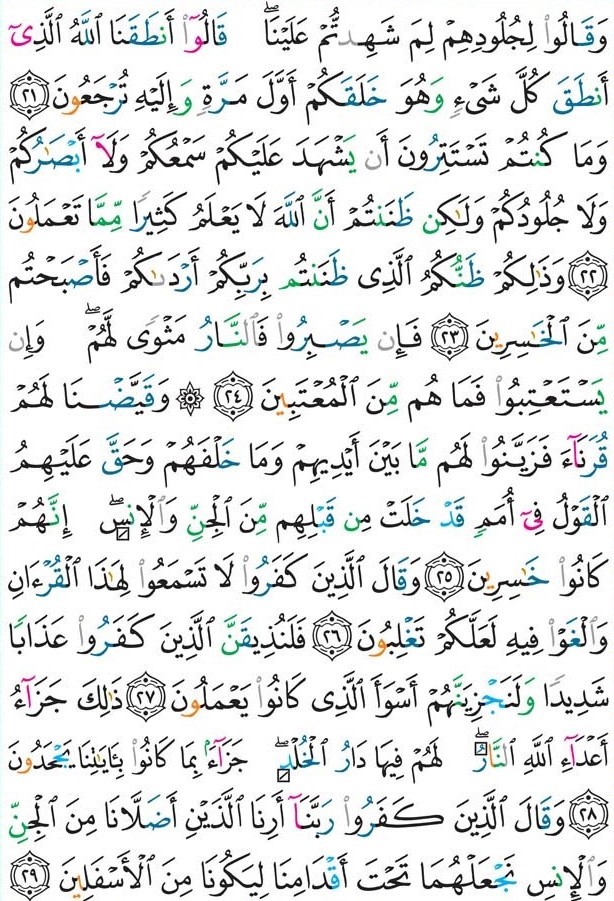 وَقَالُوا۟ لِجُلُودِهِمْ لِمَ شَهِدتُّمْ عَلَيْنَا ۖ قَالُوٓا۟ أَنطَقَنَا ٱللَّهُ ٱلَّذِىٓ
أَنطَقَ كُلَّ شَىْءٍ وَهُوَ خَلَقَكُمْ أَوَّلَ مَرَّةٍ وَإِلَيْهِ تُرْجَعُونَ ٢١
وَمَا كُنتُمْ تَسْتَتِرُونَ أَن يَشْهَدَ عَلَيْكُمْ سَمْعُكُمْ وَلَآ أَبْصَـٰرُكُمْ
وَلَا جُلُودُكُمْ وَلَـٰكِن ظَنَنتُمْ أَنَّ ٱللَّهَ لَا يَعْلَمُ كَثِيرًا مِّمَّا تَعْمَلُونَ
٢٢ وَذَٰلِكُمْ ظَنُّكُمُ ٱلَّذِى ظَنَنتُم بِرَبِّكُمْ أَرْدَىٰكُمْ فَأَصْبَحْتُم
مِّنَ ٱلْخَـٰسِرِينَ ٢٣ فَإِن يَصْبِرُوا۟ فَٱلنَّارُ مَثْوًى لَّهُمْ ۖ وَإِن
يَسْتَعْتِبُوا۟ فَمَا هُم مِّنَ ٱلْمُعْتَبِينَ ٢٤ ۞ وَقَيَّضْنَا لَهُمْ
قُرَنَآءَ فَزَيَّنُوا۟ لَهُم مَّا بَيْنَ أَيْدِيهِمْ وَمَا خَلْفَهُمْ وَحَقَّ عَلَيْهِمُ
ٱلْقَوْلُ فِىٓ أُمَمٍ قَدْ خَلَتْ مِن قَبْلِهِم مِّنَ ٱلْجِنِّ وَٱلْإِنسِ ۖ إِنَّهُمْ
كَانُوا۟ خَـٰسِرِينَ ٢٥ وَقَالَ ٱلَّذِينَ كَفَرُوا۟ لَا تَسْمَعُوا۟ لِهَـٰذَا ٱلْقُرْءَانِ
وَٱلْغَوْا۟ فِيهِ لَعَلَّكُمْ تَغْلِبُونَ ٢٦ فَلَنُذِيقَنَّ ٱلَّذِينَ كَفَرُوا۟ عَذَابًا
شَدِيدًا وَلَنَجْزِيَنَّهُمْ أَسْوَأَ ٱلَّذِى كَانُوا۟ يَعْمَلُونَ ٢٧ ذَٰلِكَ جَزَآءُ
أَعْدَآءِ ٱللَّهِ ٱلنَّارُ ۖ لَهُمْ فِيهَا دَارُ ٱلْخُلْدِ ۖ جَزَآءًۢ بِمَا كَانُوا۟ بِـَٔايَـٰتِنَا يَجْحَدُونَ
٢٨ وَقَالَ ٱلَّذِينَ كَفَرُوا۟ رَبَّنَآ أَرِنَا ٱلَّذَيْنِ أَضَلَّانَا مِنَ ٱلْجِنِّ
وَٱلْإِنسِ نَجْعَلْهُمَا تَحْتَ أَقْدَامِنَا لِيَكُونَا مِنَ ٱلْأَسْفَلِينَ ٢٩